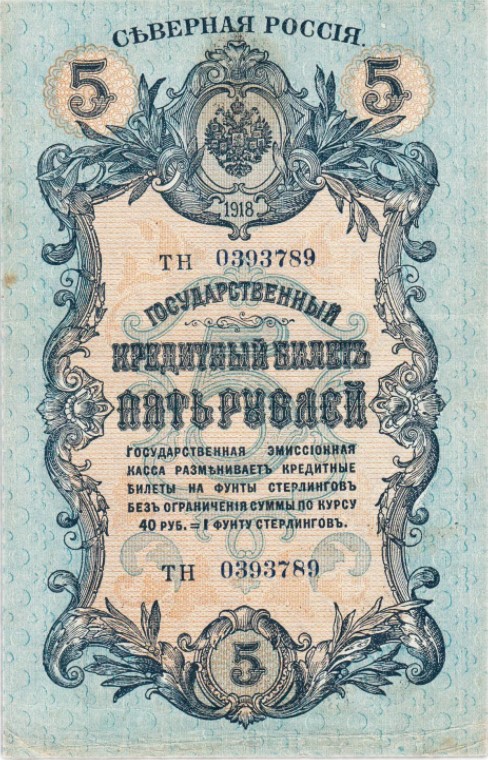 СѢВЕРНАЯ РОССІЯ.
5 5
1918
ТН 0393789
ГОСУДАРСТВЕННЫЙ
КРЕДИТНЫЙ БИЛЕТЪ
ПЯТЬ РУБЛЕЙ
ГОСУДАРСТВЕННАЯ ЭМИССІОННАЯ
КАССА РАЗМѢНИВАЕТЪ КРЕДИТНЫЕ
БИЛЕТЫ НА ФУНТЫ СТЕРЛИНГОВЪ
БЕЗЪ ОГРАНИЧЕНІЯ СУММЫ ПО КУРСУ
40 РУБ. = 1 ФУНТУ СТЕРЛИНГОВЪ.
ТН 0393789
5